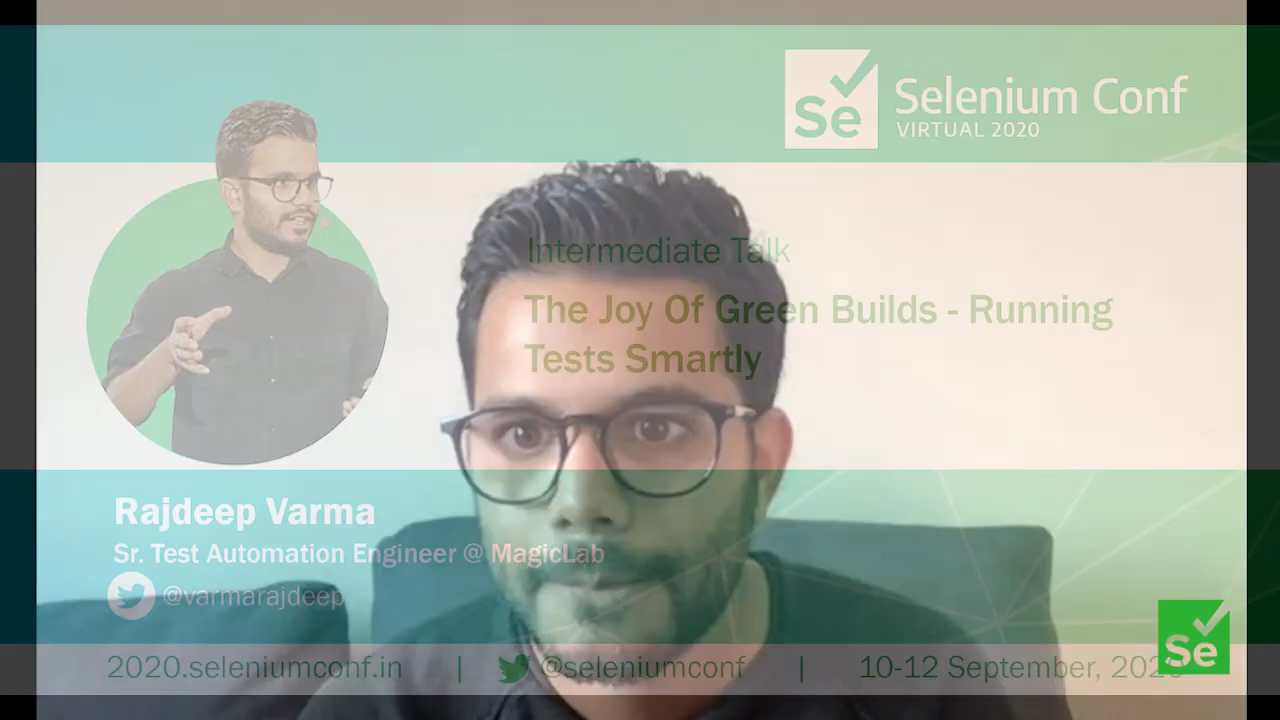 Se
Selenium Conf
VIRTUAL 2020
Intermediate Talk
The Joy Of Green Builds - Running
Tests Smartly
Rajdeep Varma
Sr. Test Automation Engineer @ MagicLab
@varmarajdeep
2020.seleniumconf.in | @seleniumconf | 10-12 September, 2020
Se